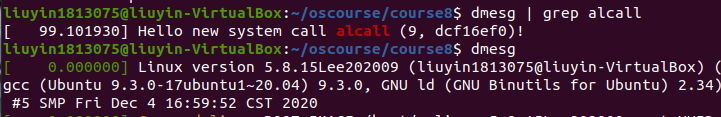 liuyin1813075@liuyin-VirtualBox:~/oscourse/course8$ dmesg | grep alcall
[   99.101930] Hello new system call alcall (9, dcf16ef0)!
liuyin1813075@liuyin-VirtualBox:~/oscourse/course8$ dmesg
[    0.000000] Linux version 5.8.15Lee202009 (liuyin1813075@liuyin-VirtualBox) (
gcc (Ubuntu 9.3.0-17ubuntu1~20.04) 9.3.0, GNU ld (GNU Binutils for Ubuntu) 2.34)
 #5 SMP Fri Dec 4 16:59:52 CST 2020